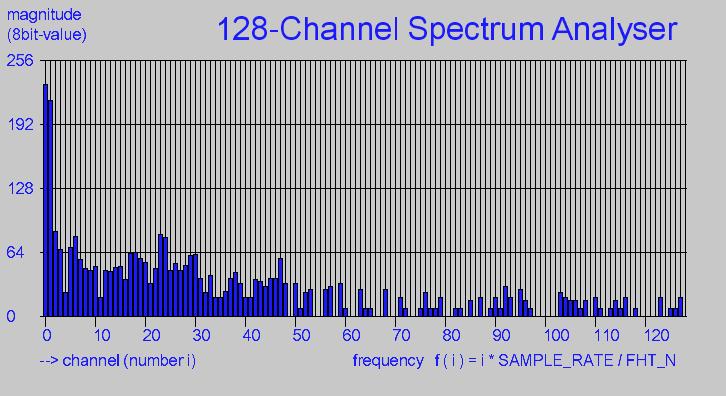 magnitude
(8bit-value)
128-Channel Spectrum Analyser
256
192
128
64
0
0 10 20 30 40 50 60 70 80 90 100 110 120
--> channel (number i)
frequency f ( i ) = i * SAMPLE_RATE / FHT_N